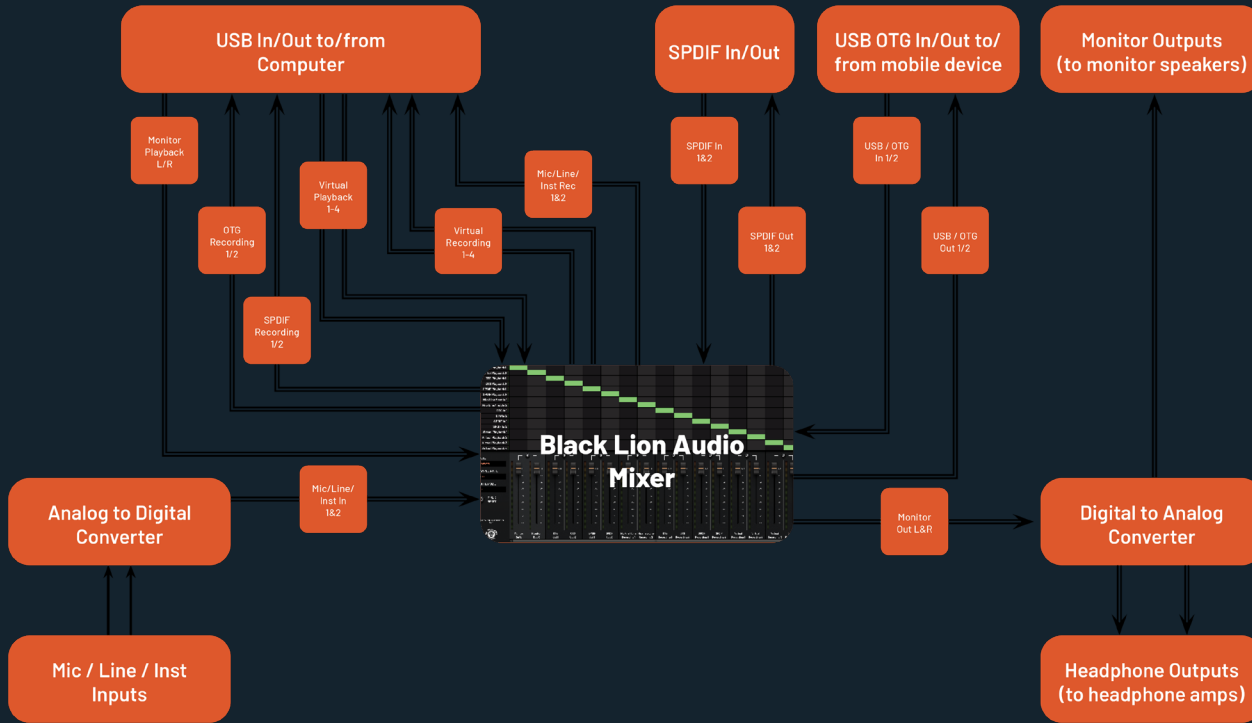 USB In/Out to/from
Computer
SPDIF In/Out
USB OTG In/Out to/
from mobile device
Monitor Outputs
(to monitor speakers)
Monitor
Playback
L/R
OTG
Recording
1/2
SPDIF
Recording
1/2
Virtual
Playback
1-4
Virtual
Recording
1-4
Mic/Line/
Inst Rec
1&2
SPDIF In
1&2
SPDIF Out
1&2
USB / OTG
In 1/2
USB / OTG
Out 1/2
Black Lion Audio
Mixer
Analog to Digital
Converter
Mic/Line/
Inst In
1&2
Monitor
Out L&R
Digital to Analog
Converter
Mic / Line / Inst
Inputs
Headphone Outputs
(to headphone amps)